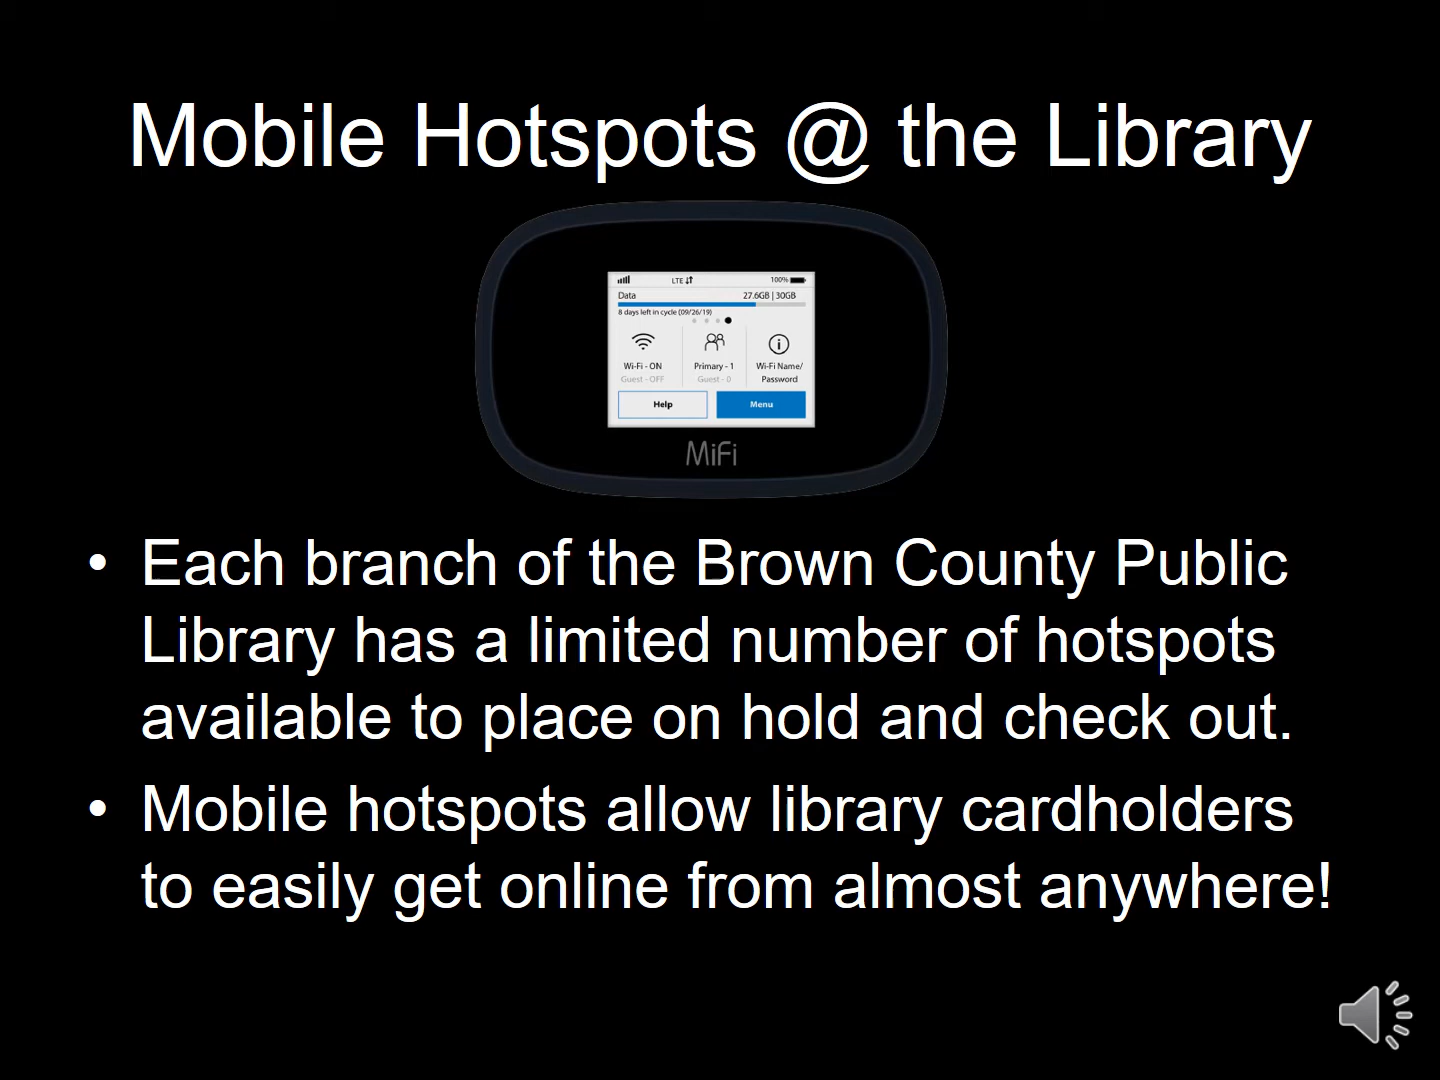 Mobile Hotspots @ the Library
LTE 100%
Data 27.6GB | 30GB
8 days left in cycle (09/26/19)
Wi-Fi - ON Primary - 1 Wi-Fi Name/
Guest - OFF Guest - 0 Password
Help Menu
MiFi
• Each branch of the Brown County Public
Library has a limited number of hotspots
available to place on hold and check out.
• Mobile hotspots allow library cardholders
to easily get online from almost anywhere!